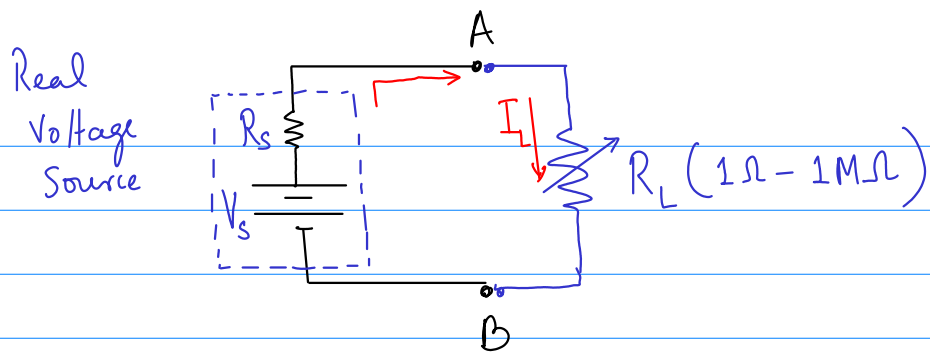 A
Real
Voltage
Source
Rs
Vs
IL
RL (1Ω - 1MΩ)
B